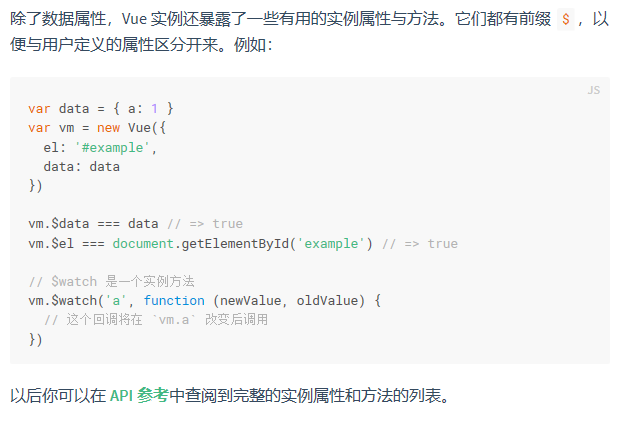 除了数据属性，Vue 实例还暴露了一些有用的实例属性与方法。它们都有前缀 $，以
便与用户定义的属性区分开来。例如：
JS
var data = { a: 1 }
var vm = new Vue({
  el: '#example',
  data: data
})

vm.$data === data // => true
vm.$el === document.getElementById('example') // => true

// $watch 是一个实例方法
vm.$watch('a', function (newValue, oldValue) {
  // 这个回调将在 `vm.a` 改变后调用
})
以后你可以在 API 参考中查阅到完整的实例属性和方法的列表。